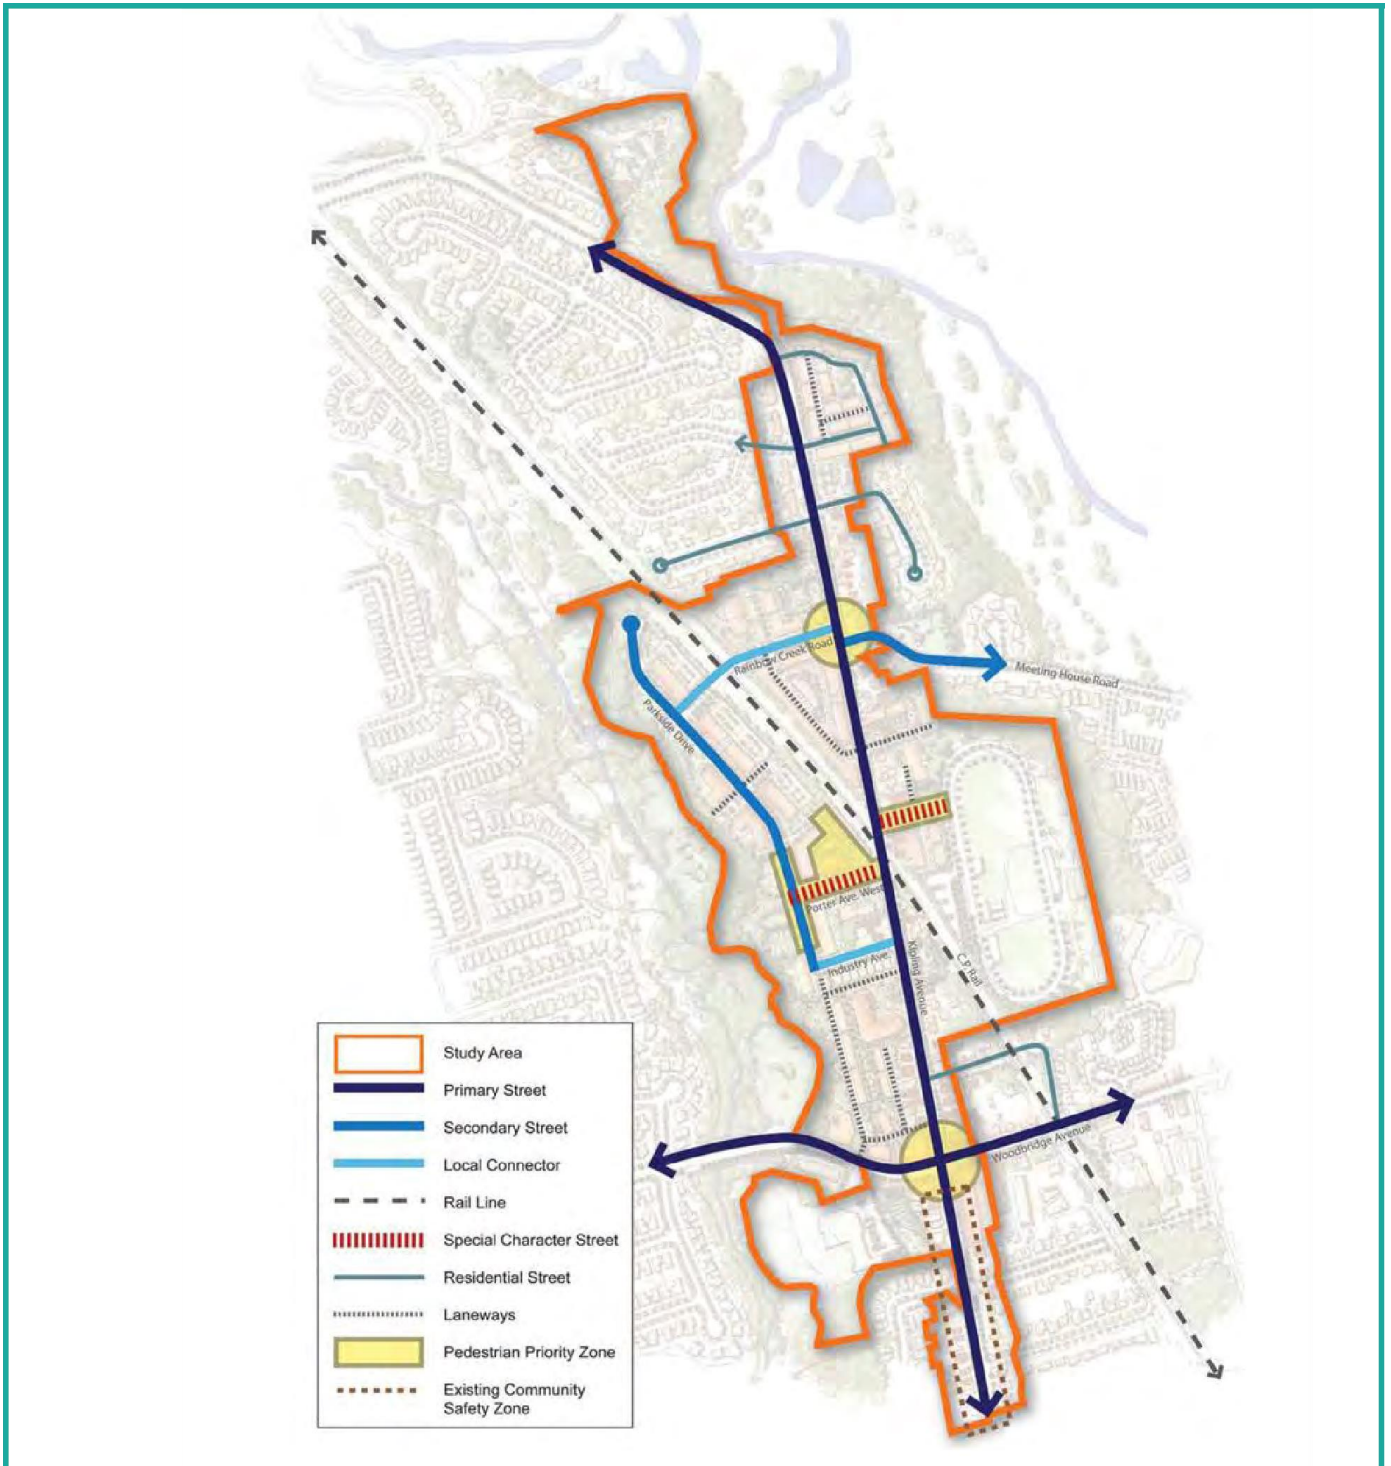 Rainbow Creek Road
Meeting House Road
Parkside Drive
Porter Ave. West
Industry Ave.
Kipling Avenue
C.P. Rail
Woodbridge Avenue
Study Area
Primary Street
Secondary Street
Local Connector
Rail Line
Special Character Street
Residential Street
Laneways
Pedestrian Priority Zone
Existing Community
Safety Zone